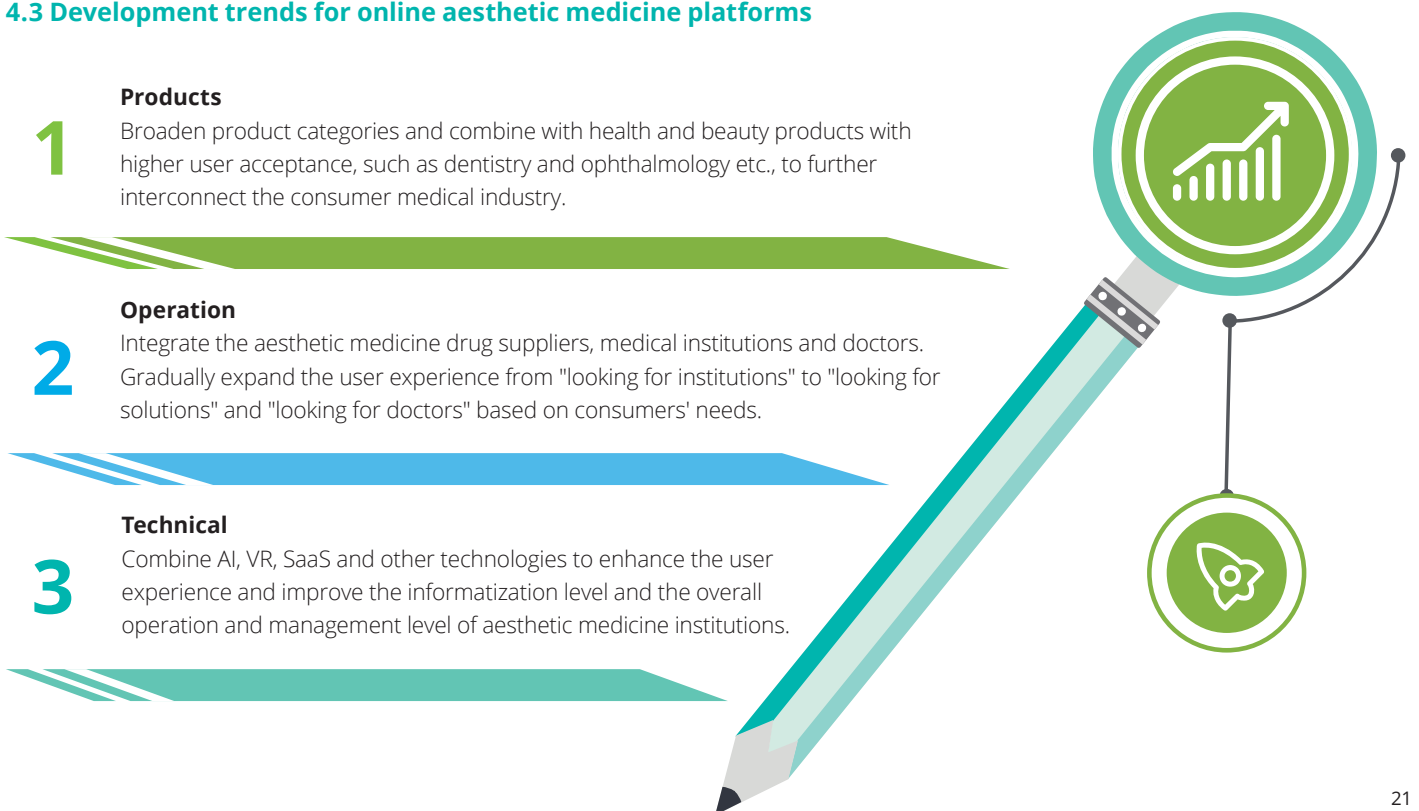 4.3 Development trends for online aesthetic medicine platforms
1
Products
Broaden product categories and combine with health and beauty products with
higher user acceptance, such as dentistry and ophthalmology etc., to further
interconnect the consumer medical industry.
2
Operation
Integrate the aesthetic medicine drug suppliers, medical institutions and doctors.
Gradually expand the user experience from "looking for institutions" to "looking for
solutions" and "looking for doctors" based on consumers' needs.
3
Technical
Combine AI, VR, SaaS and other technologies to enhance the user
experience and improve the informatization level and the overall
operation and management level of aesthetic medicine institutions.
21